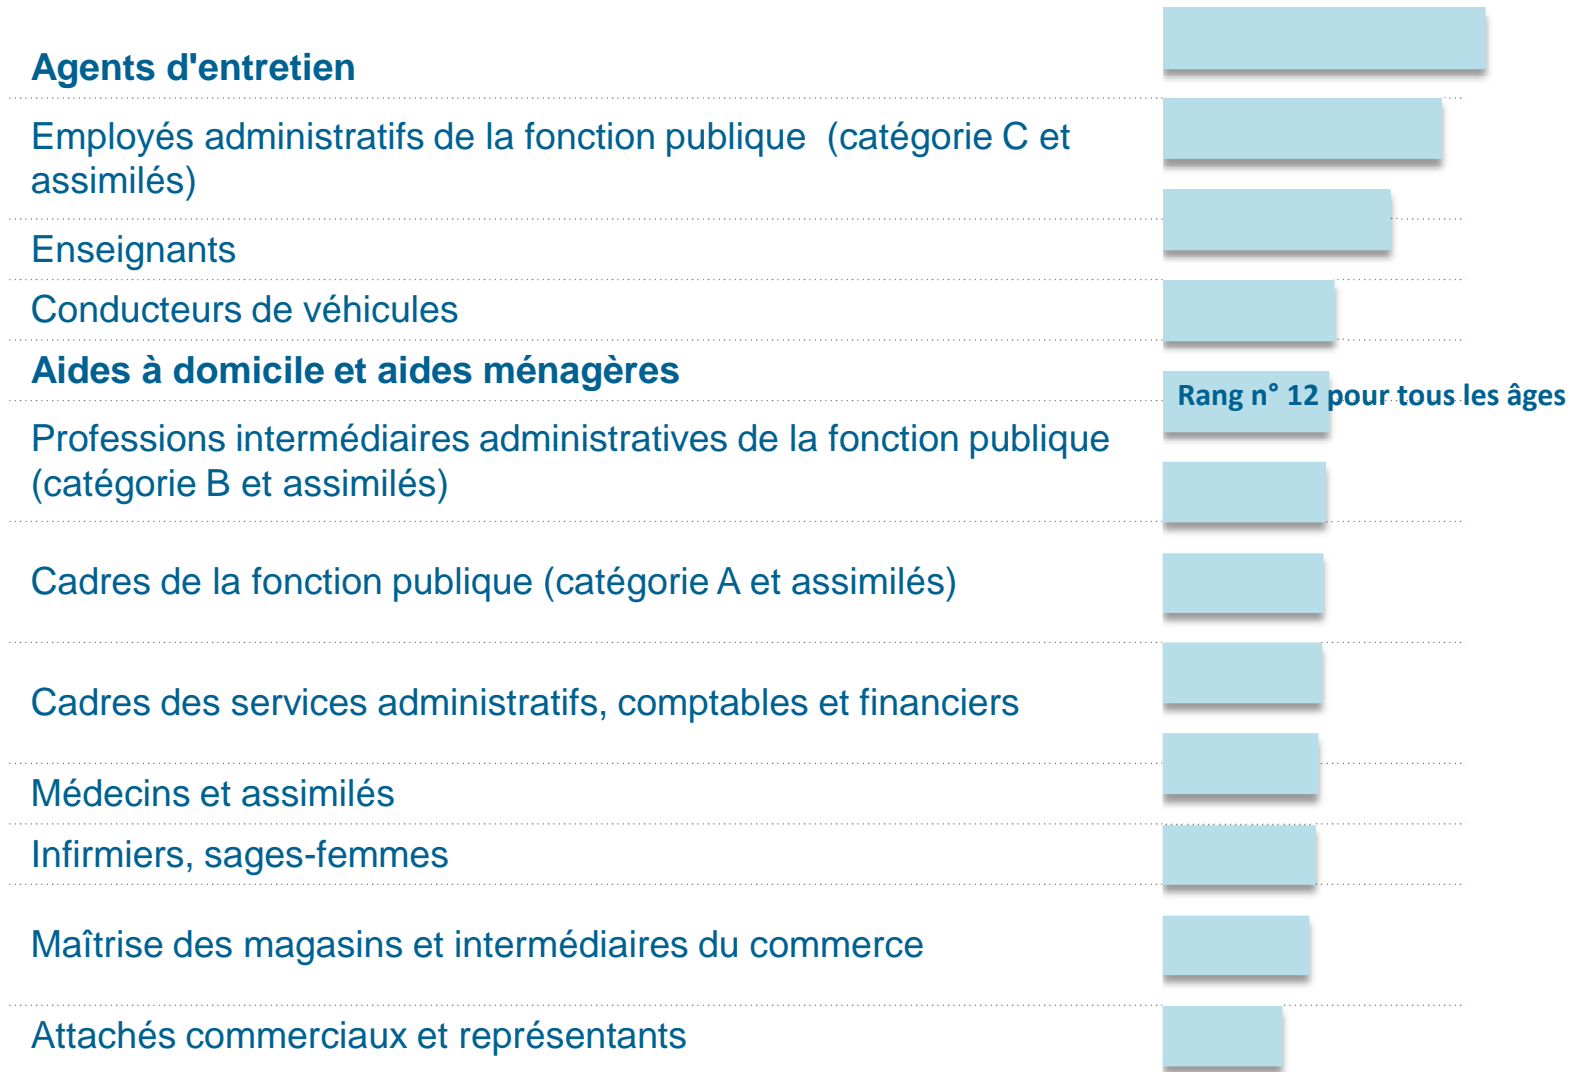 Agents d'entretien
Employés administratifs de la fonction publique (catégorie C et
assimilés)
Enseignants
Conducteurs de véhicules
Aides à domicile et aides ménagères
Rang n° 12 pour tous les âges
Professions intermédiaires administratives de la fonction publique
(catégorie B et assimilés)
Cadres de la fonction publique (catégorie A et assimilés)
Cadres des services administratifs, comptables et financiers
Médecins et assimilés
Infirmiers, sages-femmes
Maîtrise des magasins et intermédiaires du commerce
Attachés commerciaux et représentants